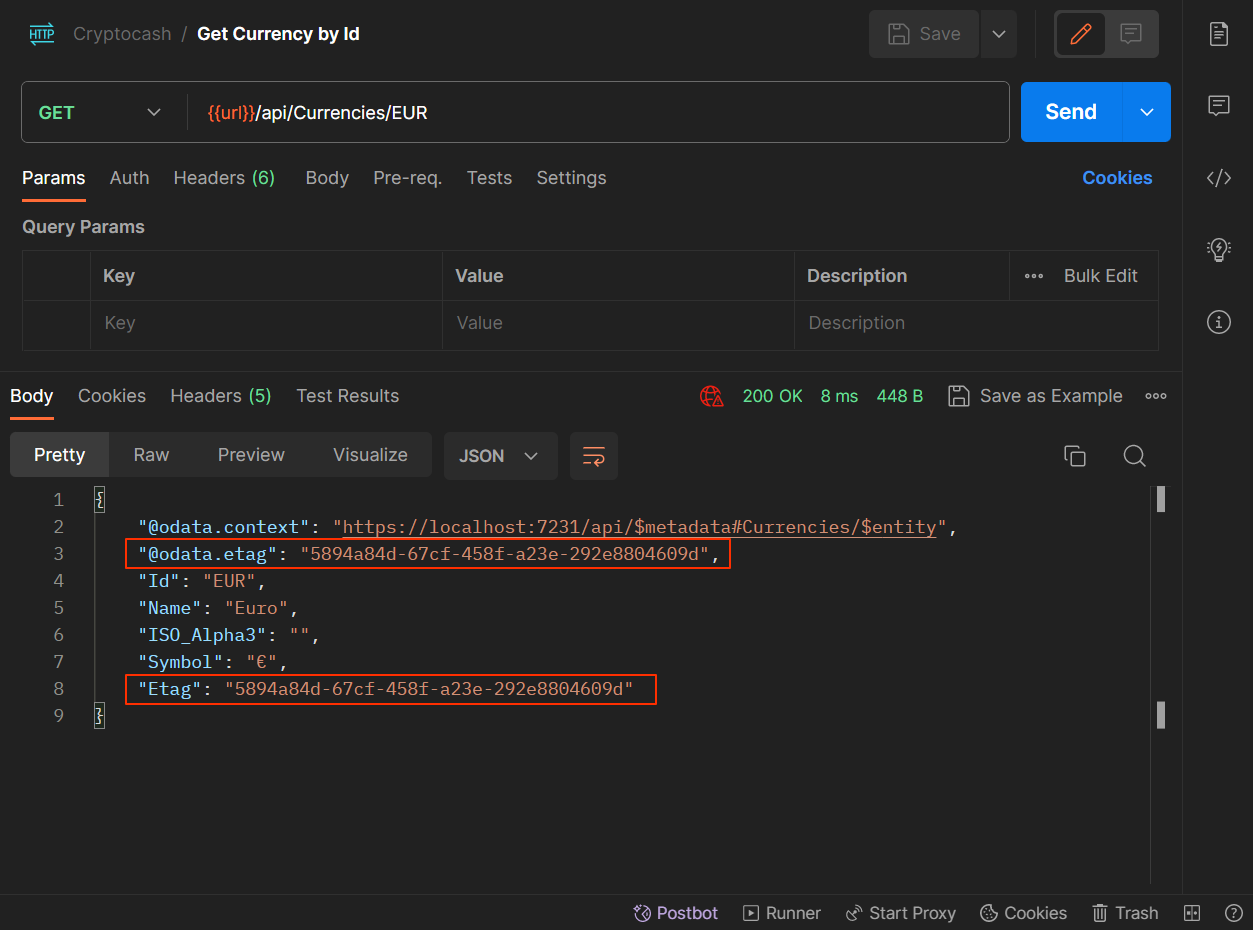 HTTP Cryptocash / Get Currency by Id Save
GET {{url}}/api/Currencies/EUR Send
Params Auth Headers (6) Body Pre-req. Tests Settings Cookies
Query Params
Key Value Description Bulk Edit
Key Value Description
Body Cookies Headers (5) Test Results 200 OK 8 ms 448 B Save as Example
Pretty Raw Preview Visualize JSON
1 {
2 "@odata.context": "https://localhost:7231/api/$metadata#Currencies/$entity",
3 "@odata.etag": "5894a84d-67cf-458f-a23e-292e8804609d",
4 "Id": "EUR",
5 "Name": "Euro",
6 "ISO_Alpha3": "",
7 "Symbol": "€",
8 "Etag": "5894a84d-67cf-458f-a23e-292e8804609d"
9 }
Postbot Runner Start Proxy Cookies Trash